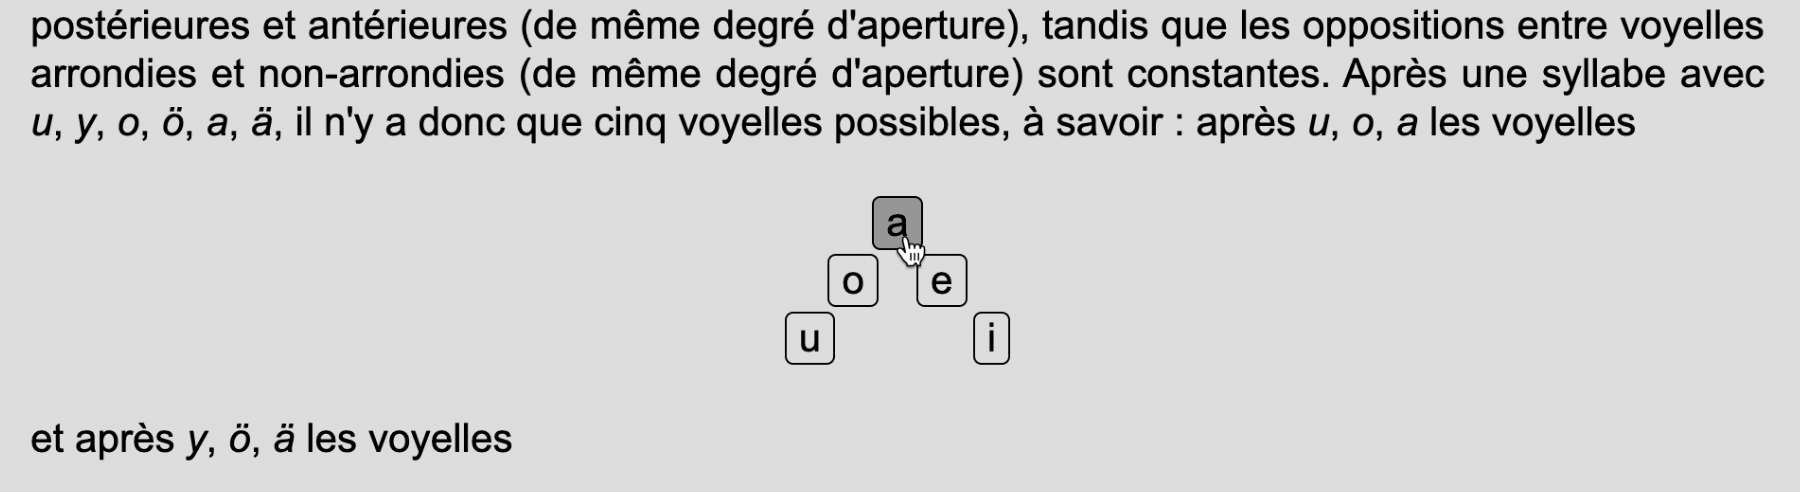 postérieures et antérieures (de même degré d'aperture), tandis que les oppositions entre voyelles
arrondies et non-arrondies (de même degré d'aperture) sont constantes. Après une syllabe avec
u, y, o, ö, a, ä, il n'y a donc que cinq voyelles possibles, à savoir : après u, o, a les voyelles
a
o e
u i
et après y, ö, ä les voyelles